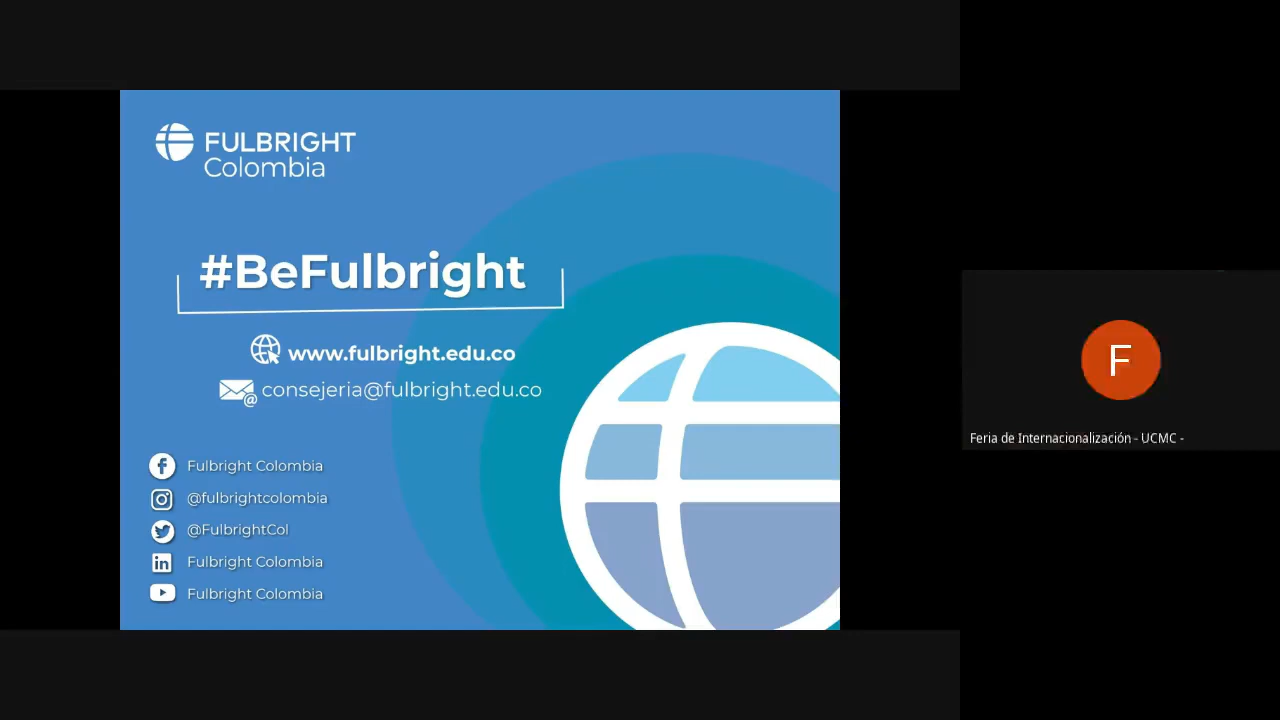 FULBRIGHT
Colombia
#BeFulbright
www.fulbright.edu.co
consejeria@fulbright.edu.co
Fulbright Colombia
@fulbrightcolombia
@FulbrightCol
Fulbright Colombia
Fulbright Colombia
F
Feria de Internacionalización - UCMC -